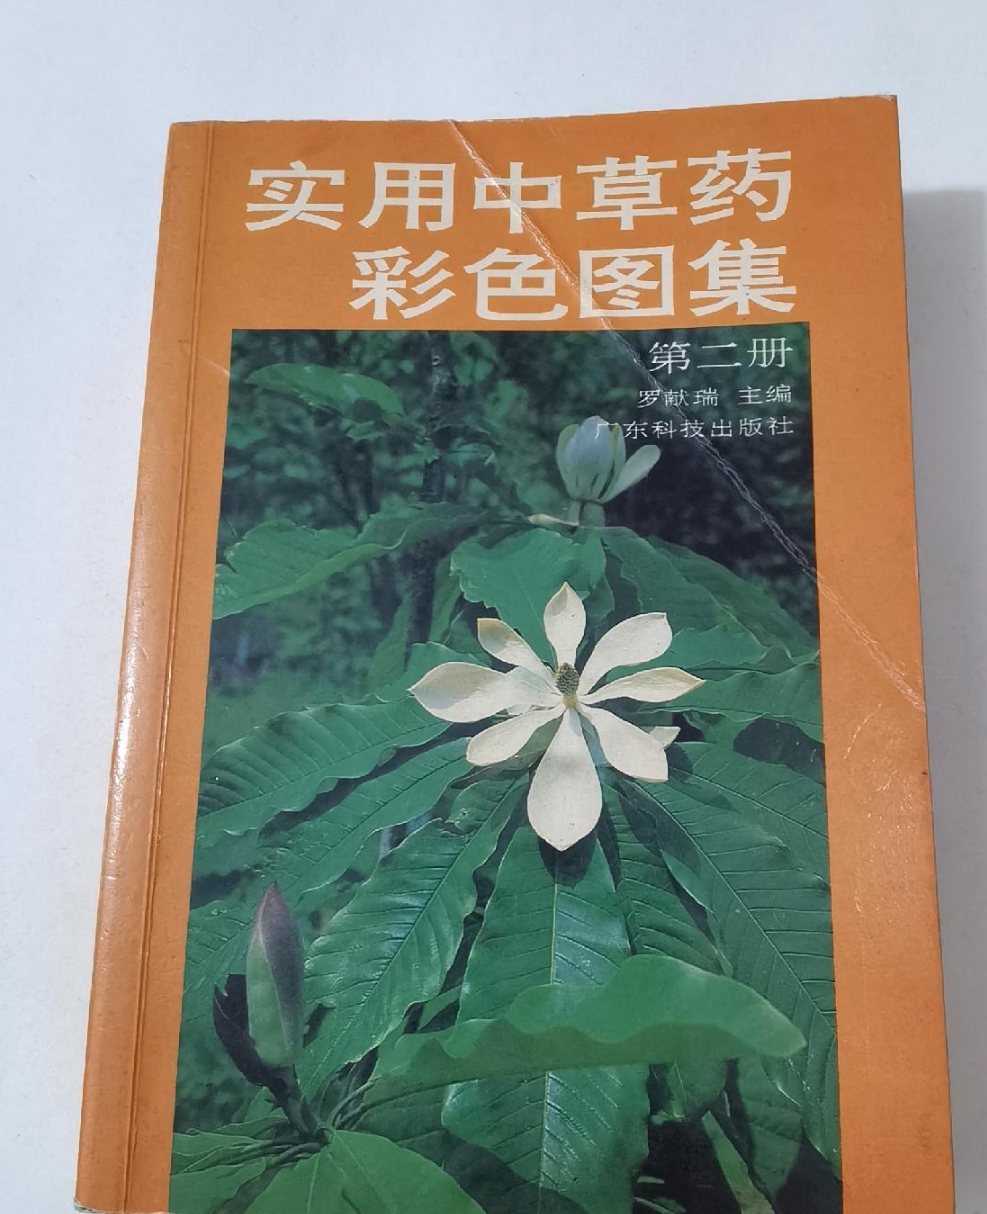 实用中草药
彩色图集
第二册
罗献瑞 主编
广东科技出版社